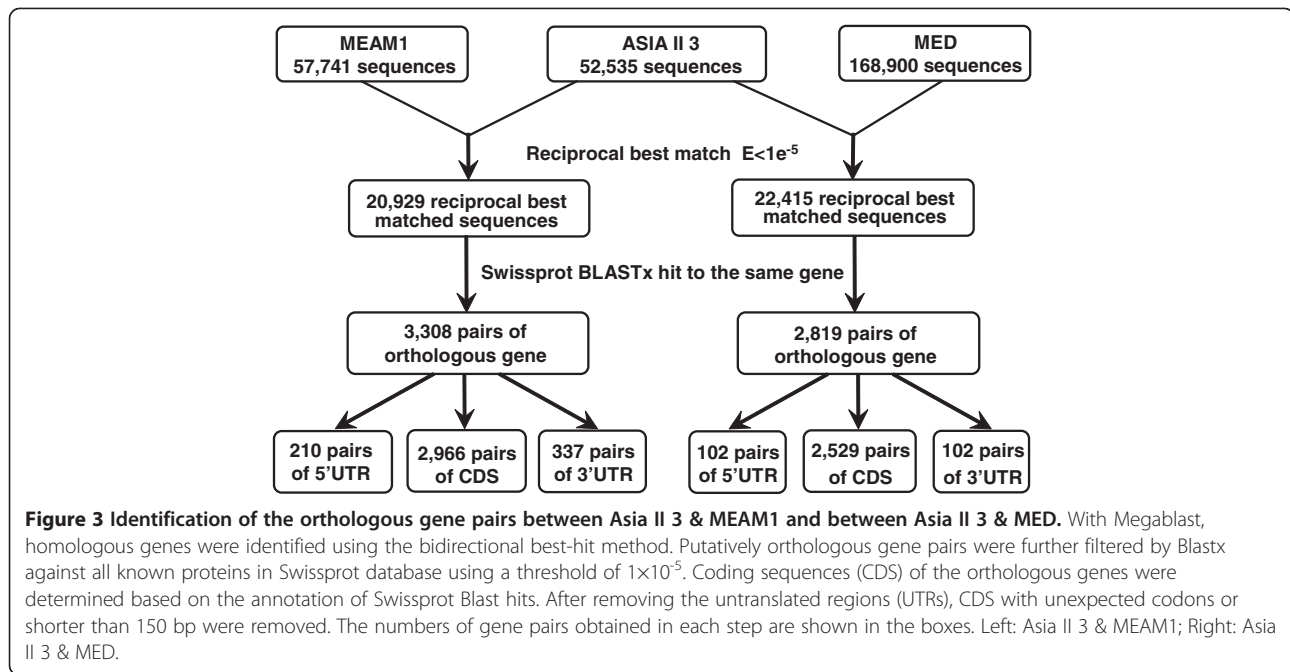 MEAM1
57,741 sequences
ASIA II 3
52,535 sequences
MED
168,900 sequences
Reciprocal best match E<1e-5
20,929 reciprocal best
matched sequences
22,415 reciprocal best
matched sequences
Swissprot BLASTx hit to the same gene
3,308 pairs of
orthologous gene
2,819 pairs of
orthologous gene
210 pairs
of 5’UTR
2,966 pairs
of CDS
337 pairs
of 3’UTR
102 pairs
of 5’UTR
2,529 pairs
of CDS
102 pairs
of 3’UTR
Figure 3 Identification of the orthologous gene pairs between Asia II 3 & MEAM1 and between Asia II 3 & MED. With Megablast,
homologous genes were identified using the bidirectional best-hit method. Putatively orthologous gene pairs were further filtered by Blastx
against all known proteins in Swissprot database using a threshold of 1×10-5. Coding sequences (CDS) of the orthologous genes were
determined based on the annotation of Swissprot Blast hits. After removing the untranslated regions (UTRs), CDS with unexpected codons or
shorter than 150 bp were removed. The numbers of gene pairs obtained in each step are shown in the boxes. Left: Asia II 3 & MEAM1; Right: Asia
II 3 & MED.